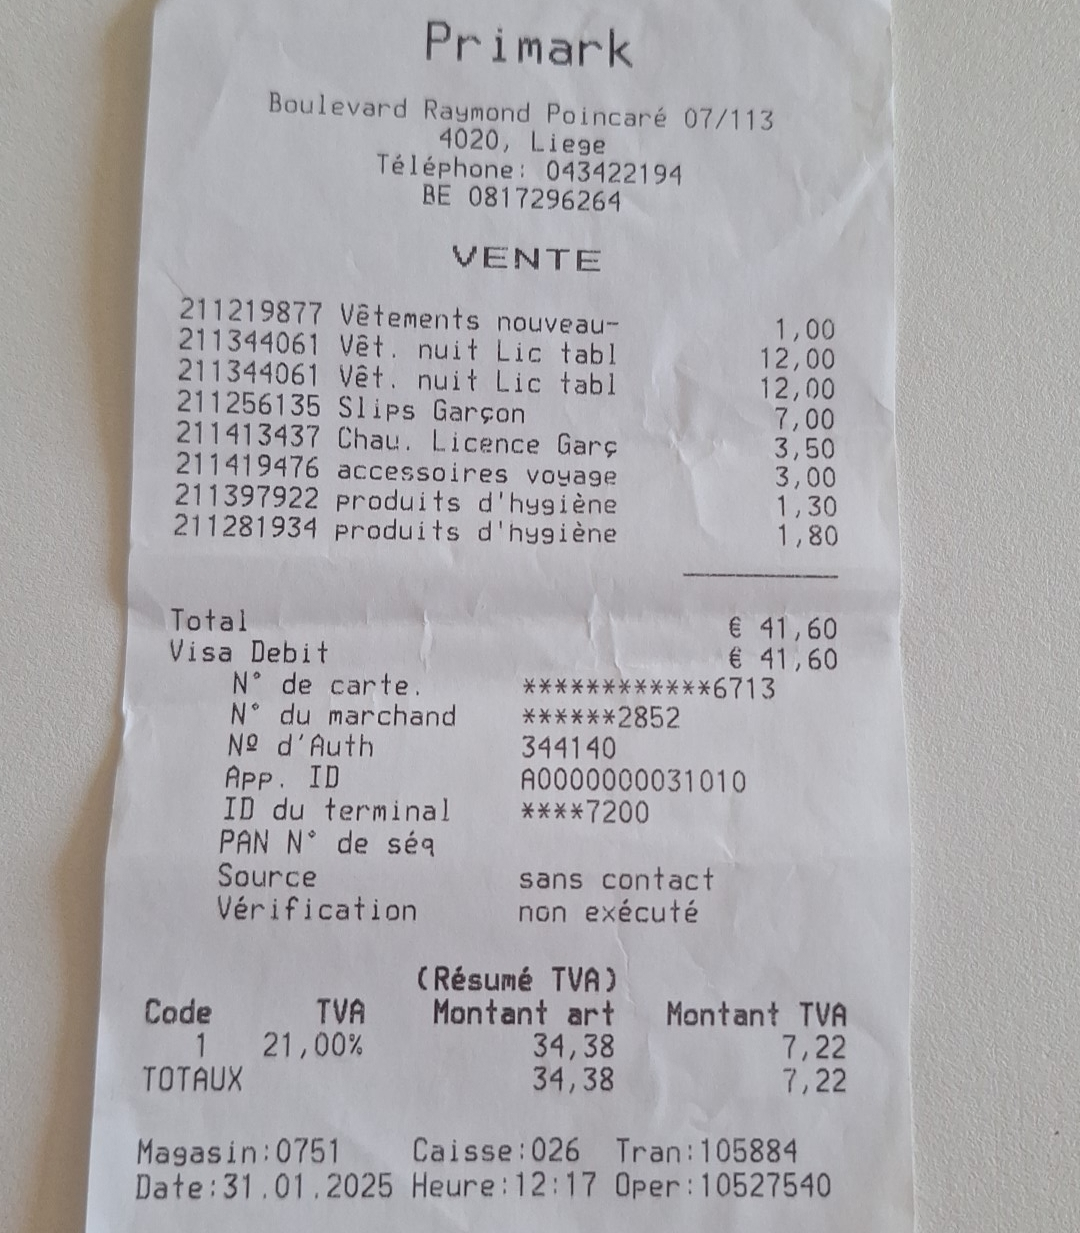 Primark
Boulevard Raymond Poincaré 07/113
4020, Liege
Téléphone: 043422194
BE 0817296264
VENTE
211219877 Vêtements nouveau- 1,00
211344061 Vêt. nuit Lic tabl 12,00
211344061 Vêt. nuit Lic tabl 12,00
211256135 Slips Garçon 7,00
211413437 Chau. Licence Garç 3,50
211419476 accessoires voyage 3,00
211397922 produits d'hygiène 1,30
211281934 produits d'hygiène 1,80
Total € 41,60
Visa Debit € 41,60
N° de carte. ************6713
N° du marchand ******2852
Nº d'Auth 344140
App. ID A0000000031010
ID du terminal ****7200
PAN N° de séq
Source sans contact
Vérification non exécuté
(Résumé TVA)
Code TVA Montant art Montant TVA
1 21,00% 34,38 7,22
TOTAUX 34,38 7,22
Magasin:0751 Caisse:026 Tran:105884
Date:31.01.2025 Heure:12:17 Oper:10527540